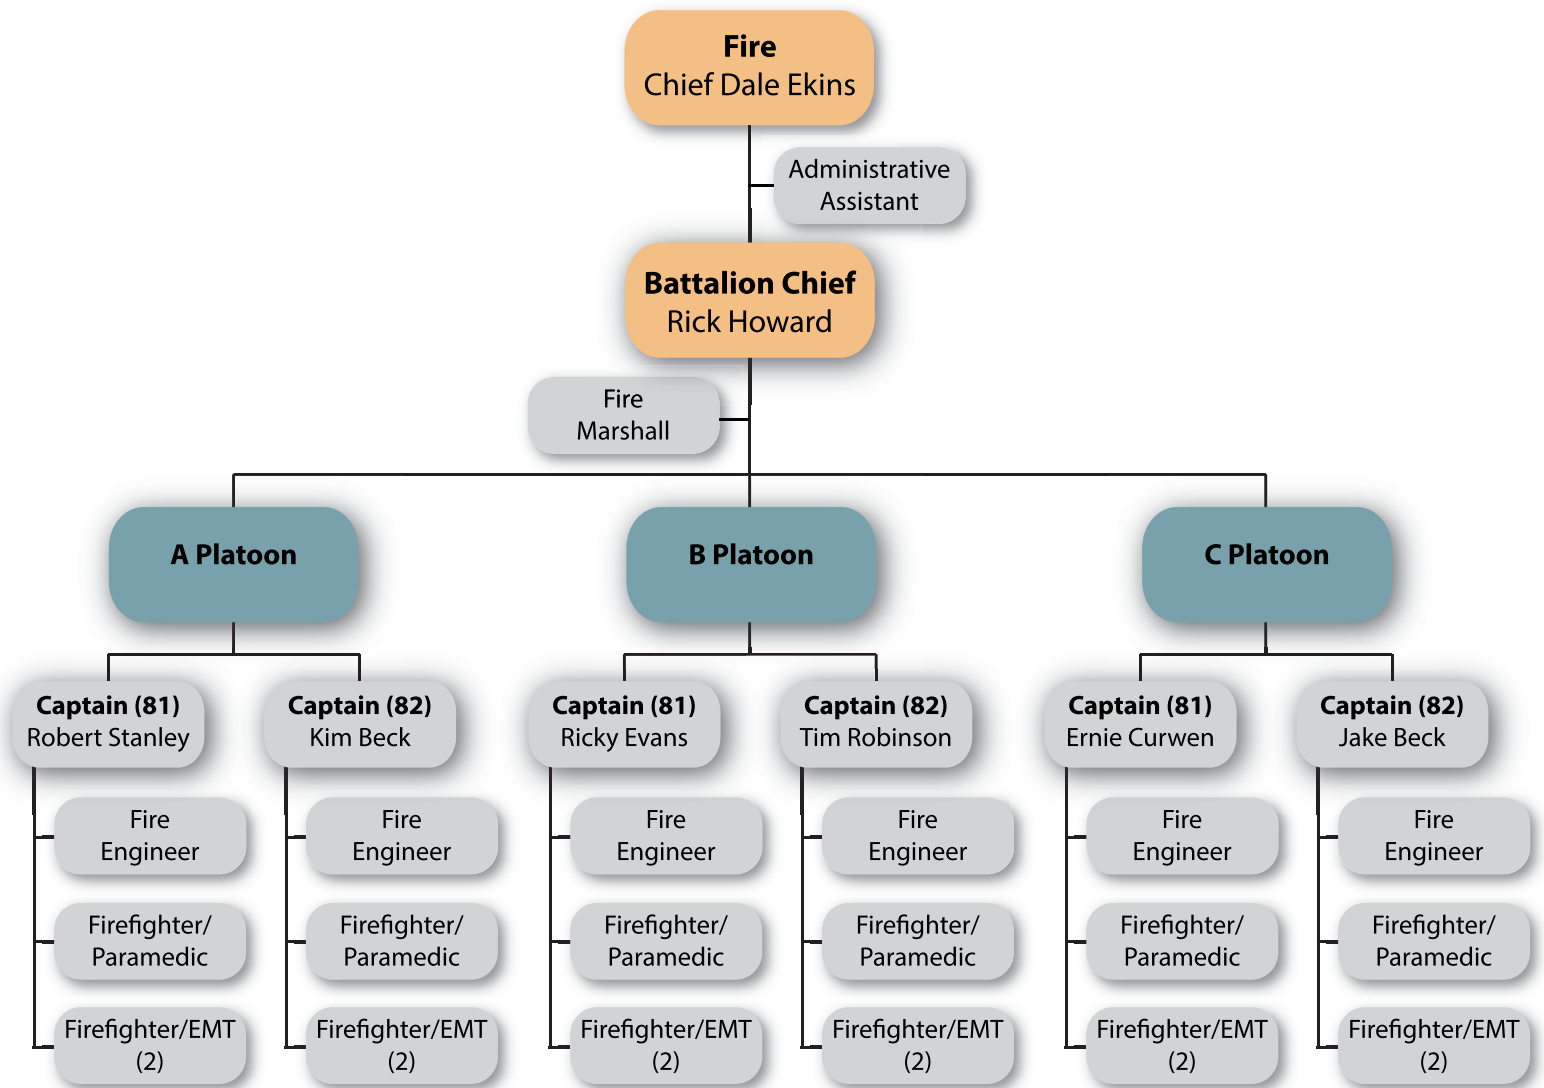 Fire
Chief Dale Ekins
Administrative
Assistant
Battalion Chief
Rick Howard
Fire
Marshall
A Platoon
B Platoon
C Platoon
Captain (81)
Robert Stanley
Captain (82)
Kim Beck
Captain (81)
Ricky Evans
Captain (82)
Tim Robinson
Captain (81)
Ernie Curwen
Captain (82)
Jake Beck
Fire
Engineer
Fire
Engineer
Fire
Engineer
Fire
Engineer
Fire
Engineer
Fire
Engineer
Firefighter/
Paramedic
Firefighter/
Paramedic
Firefighter/
Paramedic
Firefighter/
Paramedic
Firefighter/
Paramedic
Firefighter/
Paramedic
Firefighter/EMT
(2)
Firefighter/EMT
(2)
Firefighter/EMT
(2)
Firefighter/EMT
(2)
Firefighter/EMT
(2)
Firefighter/EMT
(2)